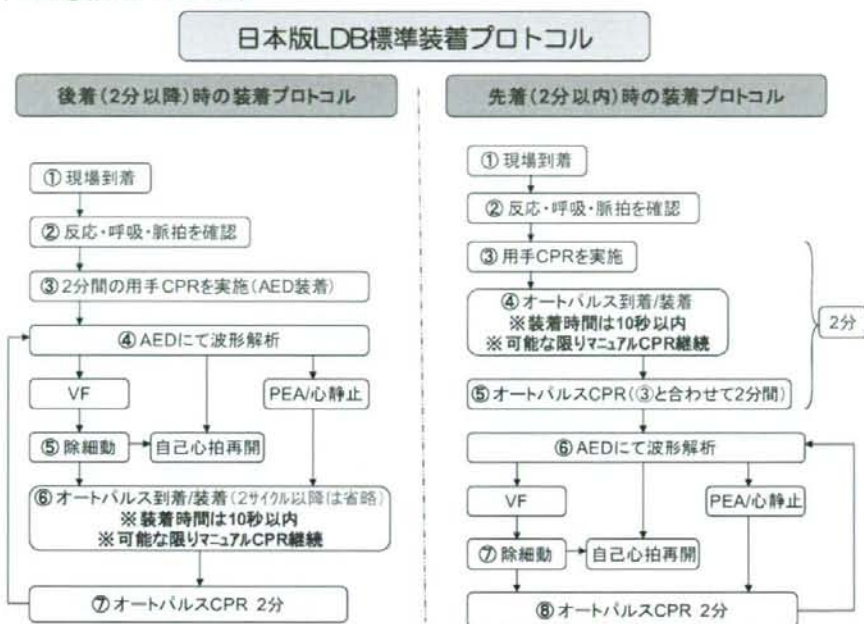 日本版LDB標準装着プロトコル
後着(2分以降)時の装着プロトコル
①現場到着
②反応・呼吸・脈拍を確認
③2分間の用手CPRを実施(AED装着)
④AEDにて波形解析
VF
PEA/心静止
⑤除細動
自己心拍再開
⑥オートパルス到着/装着(2サイクル以降は省略)
※装着時間は10秒以内
※可能な限りマニュアルCPR継続
⑦オートパルスCPR 2分
先着(2分以内)時の装着プロトコル
①現場到着
②反応・呼吸・脈拍を確認
③用手CPRを実施
④オートパルス到着/装着
※装着時間は10秒以内
※可能な限りマニュアルCPR継続
2分
⑤オートパルスCPR(③と合わせて2分間)
⑥AEDにて波形解析
VF
PEA/心静止
⑦除細動
自己心拍再開
⑧オートパルスCPR 2分